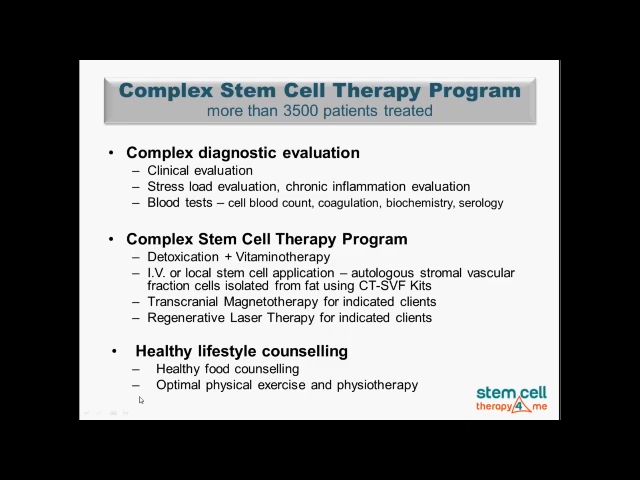 Complex Stem Cell Therapy Program
more than 3500 patients treated
• Complex diagnostic evaluation
– Clinical evaluation
– Stress load evaluation, chronic inflammation evaluation
– Blood tests – cell blood count, coagulation, biochemistry, serology
• Complex Stem Cell Therapy Program
– Detoxication + Vitaminotherapy
– I.V. or local stem cell application – autologous stromal vascular
fraction cells isolated from fat using CT-SVF Kits
– Transcranial Magnetotherapy for indicated clients
– Regenerative Laser Therapy for indicated clients
• Healthy lifestyle counselling
– Healthy food counselling
– Optimal physical exercise and physiotherapy
stem cell
therapy 4 me